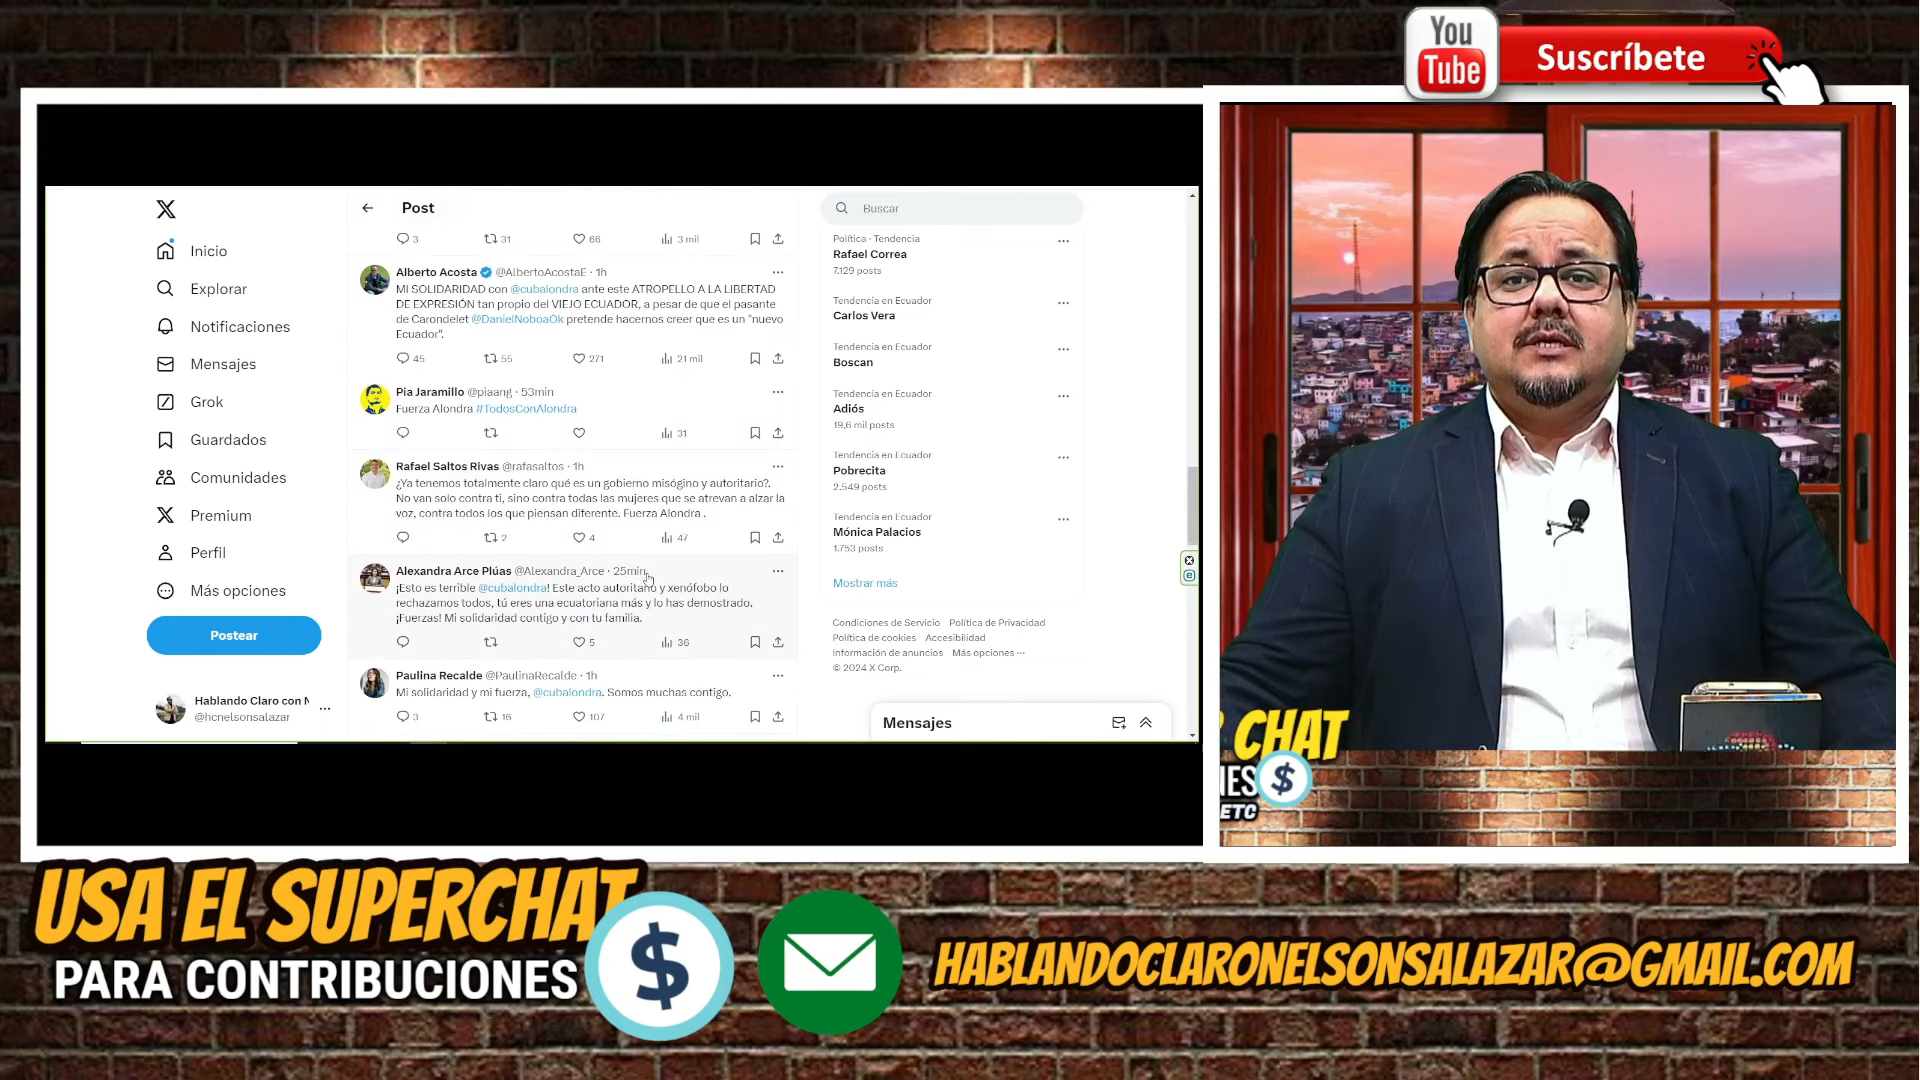 You
Tube
Suscríbete
Inicio
Explorar
Notificaciones
Mensajes
Grok
Guardados
Comunidades
Premium
Perfil
Más opciones
Postear
Hablando Claro con N
@hcnelsonsalazar
Post
3 31 66 3 mil
Alberto Acosta @AlbertoAcostaE · 1h
MI SOLIDARIDAD con @cubalondra ante este ATROPELLO A LA LIBERTAD
DE EXPRESIÓN tan propio del VIEJO ECUADOR, a pesar de que el pasante
de Carondelet @DanielNoboaOk pretende hacernos creer que es un "nuevo
Ecuador".
45 55 271 21 mil
Pia Jaramillo @piaang · 53min
Fuerza Alondra #TodosConAlondra
31
Rafael Saltos Rivas @rafasaltos · 1h
¿Ya tenemos totalmente claro qué es un gobierno misógino y autoritario?.
No van solo contra ti, sino contra todas las mujeres que se atrevan a alzar la
voz, contra todos los que piensan diferente. Fuerza Alondra .
2 4 47
Alexandra Arce Plúas @Alexandra_Arce · 25min
¡Esto es terrible @cubalondra! Este acto autoritario y xenófobo lo
rechazamos todos, tú eres una ecuatoriana más y lo has demostrado.
¡Fuerzas! Mi solidaridad contigo y con tu familia.
5 36
Paulina Recalde @PaulinaRecalde · 1h
Mi solidaridad y mi fuerza, @cubalondra. Somos muchas contigo.
3 16 107 4 mil
Buscar
Política · Tendencia
Rafael Correa
7.129 posts
Tendencia en Ecuador
Carlos Vera
Tendencia en Ecuador
Boscan
Tendencia en Ecuador
Adiós
19,6 mil posts
Tendencia en Ecuador
Pobrecita
2.549 posts
Tendencia en Ecuador
Mónica Palacios
1.753 posts
Mostrar más
Condiciones de Servicio Política de Privacidad
Política de cookies Accesibilidad
Información de anuncios Más opciones ···
© 2024 X Corp.
Mensajes
CHAT
NES $
ETC
USA EL SUPERCHAT
PARA CONTRIBUCIONES
$
HABLANDOCLARONELSONSALAZAR@GMAIL.COM